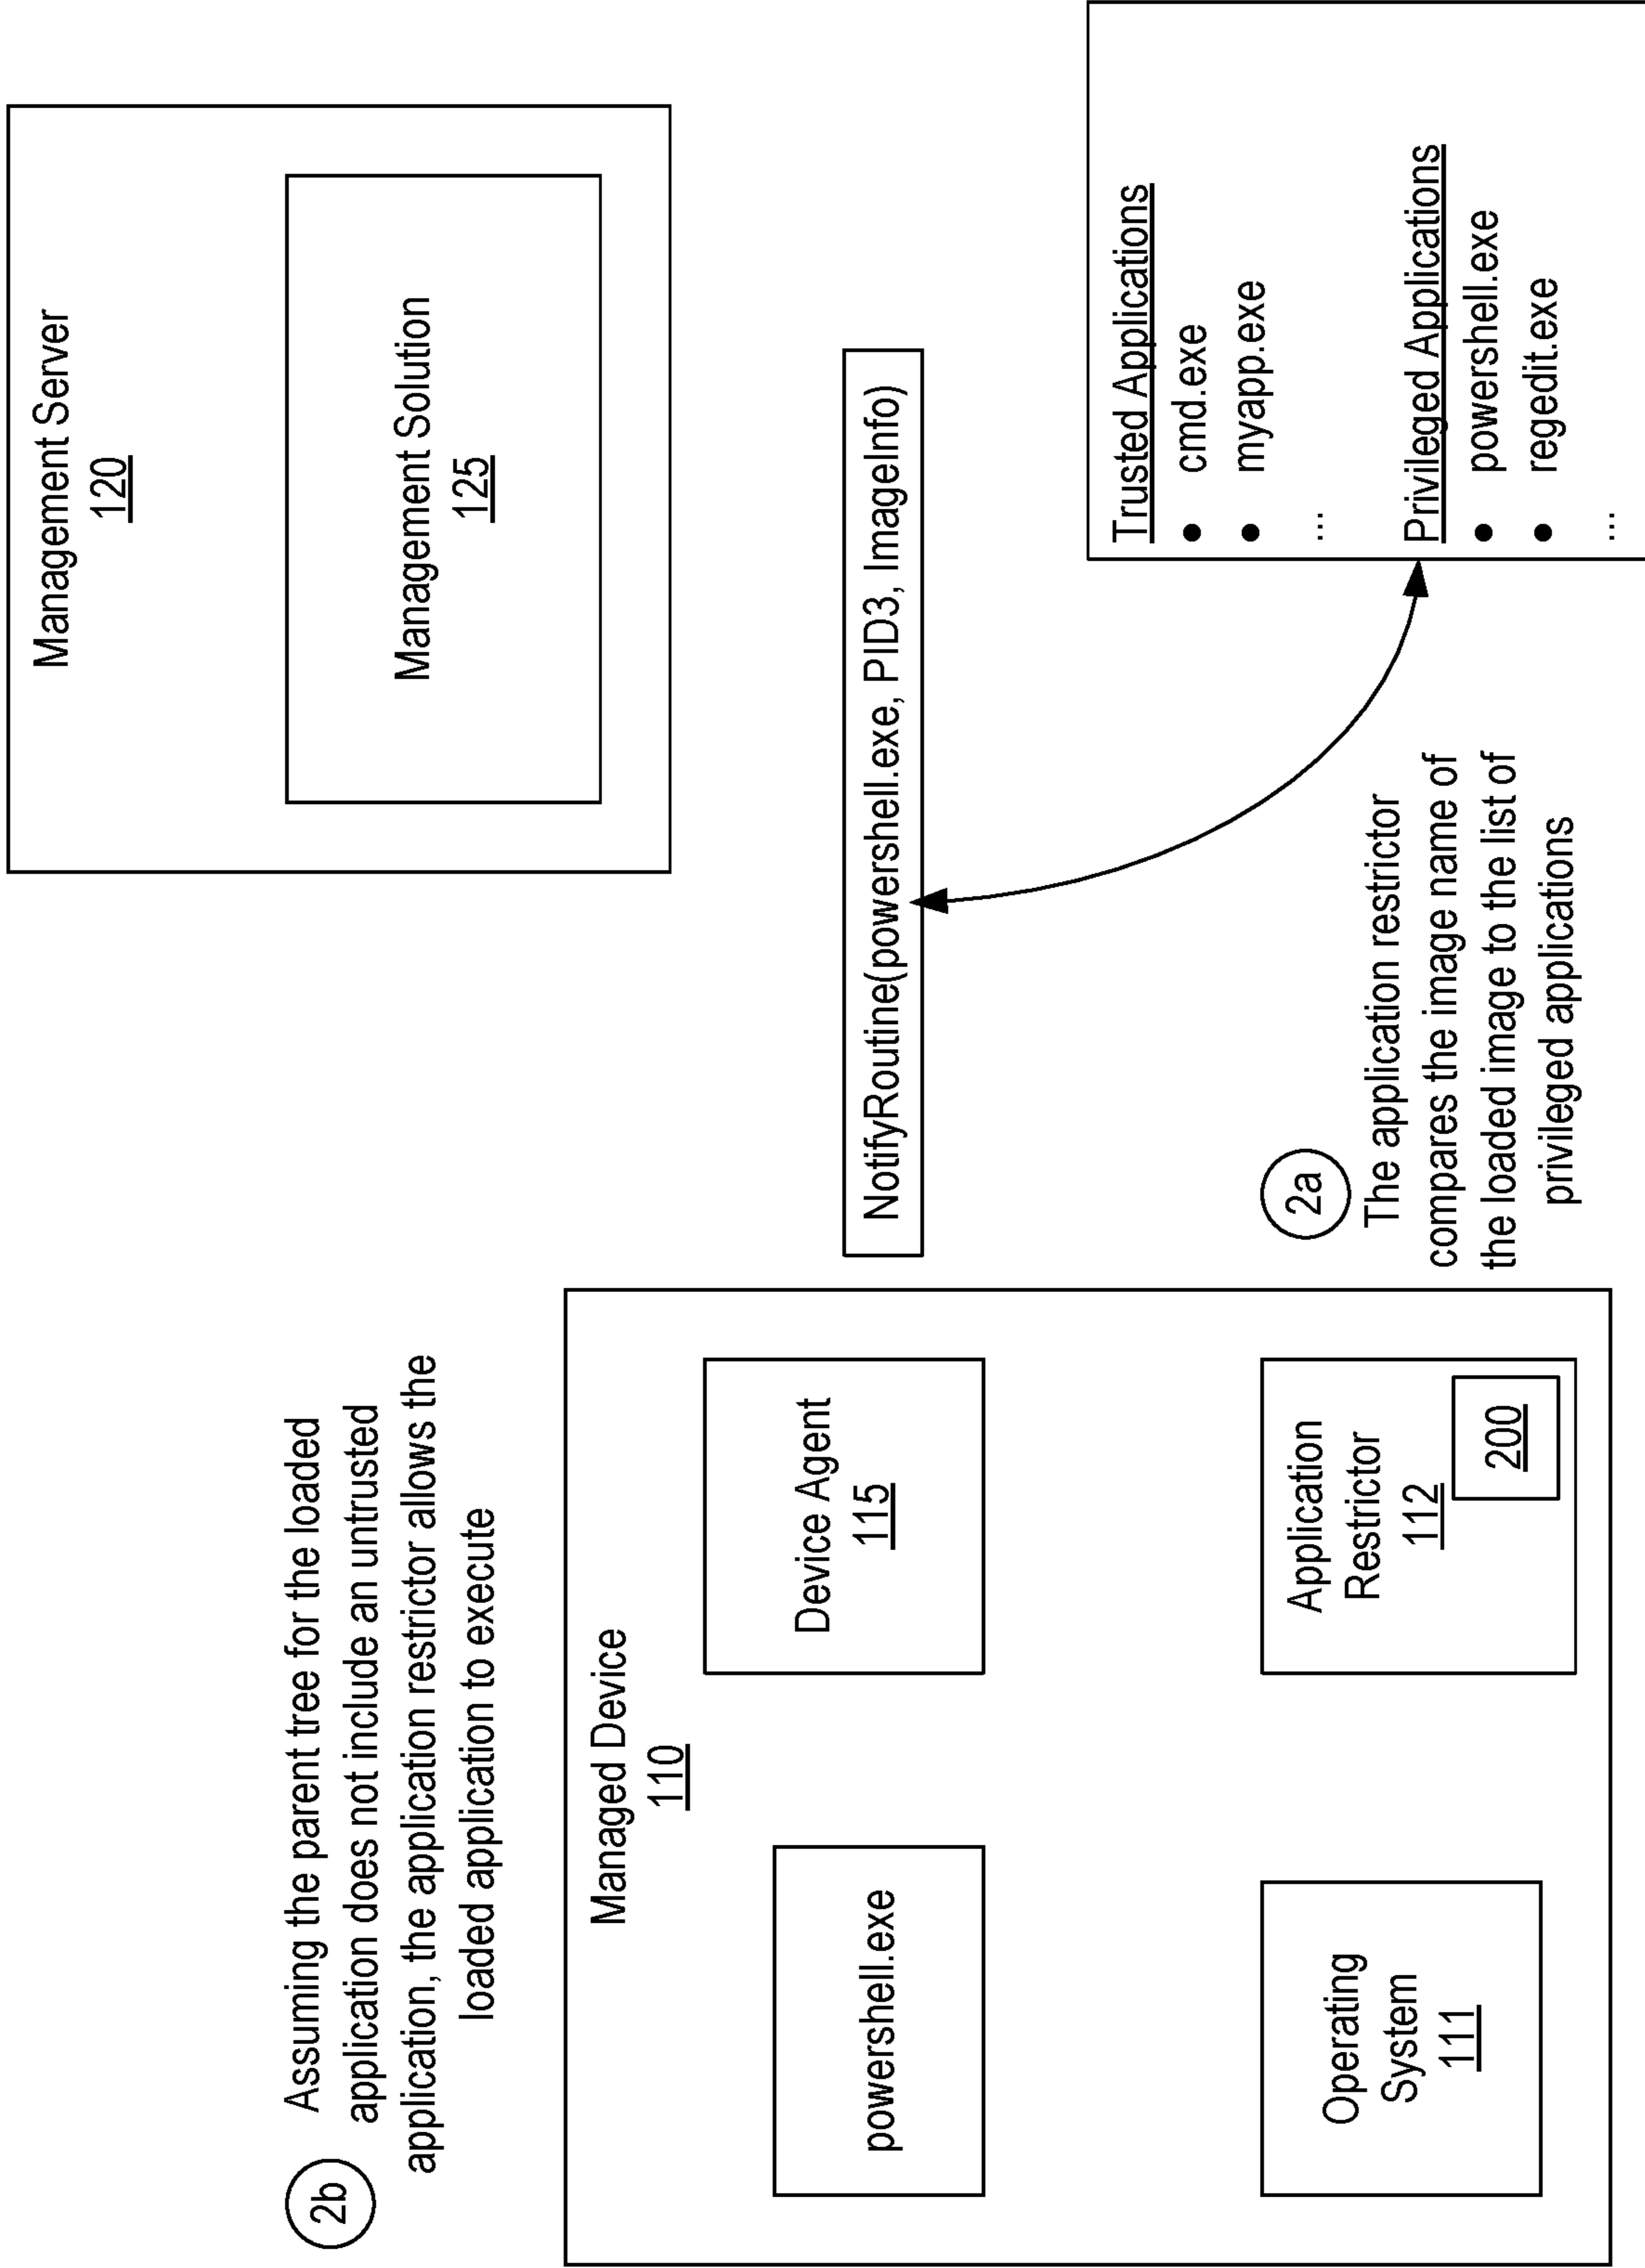 2b
Assuming the parent tree for the loaded
application does not include an untrusted
application, the application restrictor allows the
loaded application to execute
Management Server
120
Management Solution
125
Managed Device
110
powershell.exe
Device Agent
115
Operating
System
111
Application
Restrictor
112
200
NotifyRoutine(powershell.exe, PID3, ImageInfo)
2a
The application restrictor
compares the image name of
the loaded image to the list of
privileged applications
Trusted Applications
● cmd.exe
● myapp.exe
...
Privileged Applications
● powershell.exe
● regedit.exe
...